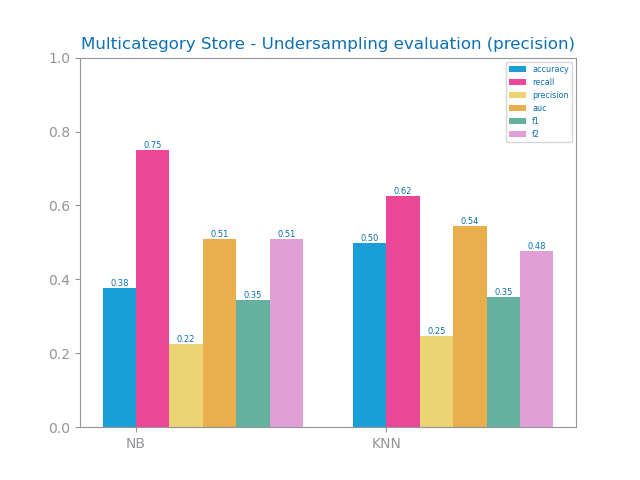 Multicategory Store - Undersampling evaluation (precision)
1.0
0.8
0.6
0.4
0.2
0.0
accuracy
recall
precision
auc
f1
f2
0.38
0.75
0.22
0.51
0.35
0.51
0.50
0.62
0.25
0.54
0.35
0.48
NB
KNN